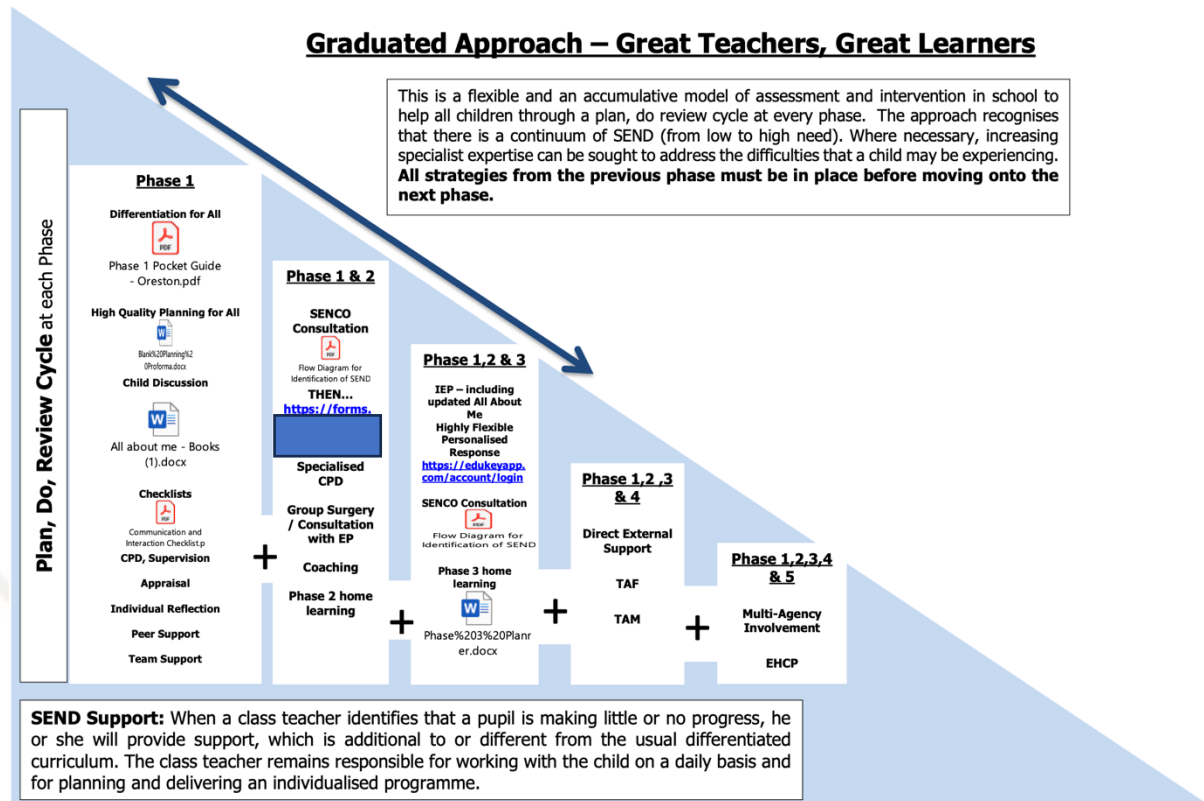 Graduated Approach – Great Teachers, Great Learners
This is a flexible and an accumulative model of assessment and intervention in school to
help all children through a plan, do review cycle at every phase. The approach recognises
that there is a continuum of SEND (from low to high need). Where necessary, increasing
specialist expertise can be sought to address the difficulties that a child may be experiencing.
All strategies from the previous phase must be in place before moving onto the
next phase.
Plan, Do, Review Cycle at each Phase
Phase 1
Differentiation for All
PDF
Phase 1 Pocket Guide
- Oreston.pdf
High Quality Planning for All
W
Blank%20Planning%2
0Proforma.docx
Child Discussion
W
All about me - Books
(1).docx
Checklists
PDF
Communication and
Interaction Checklist.p
CPD, Supervision
Appraisal
Individual Reflection
Peer Support
Team Support
+
Phase 1 & 2
SENCO
Consultation
PDF
Flow Diagram for
Identification of SEND
THEN...
https://forms.
Specialised
CPD
Group Surgery
/ Consultation
with EP
Coaching
Phase 2 home
learning
+
Phase 1,2 & 3
IEP – including
updated All About
Me
Highly Flexible
Personalised
Response
https://edukeyapp.
com/account/login
SENCO Consultation
PDF
Flow Diagram for
Identification of SEND
Phase 3 home
learning
W
Phase%203%20Plann
er.docx
+
Phase 1,2 ,3
& 4
Direct External
Support
TAF
TAM
+
Phase 1,2,3,4
& 5
Multi-Agency
Involvement
EHCP
SEND Support: When a class teacher identifies that a pupil is making little or no progress, he
or she will provide support, which is additional to or different from the usual differentiated
curriculum. The class teacher remains responsible for working with the child on a daily basis and
for planning and delivering an individualised programme.